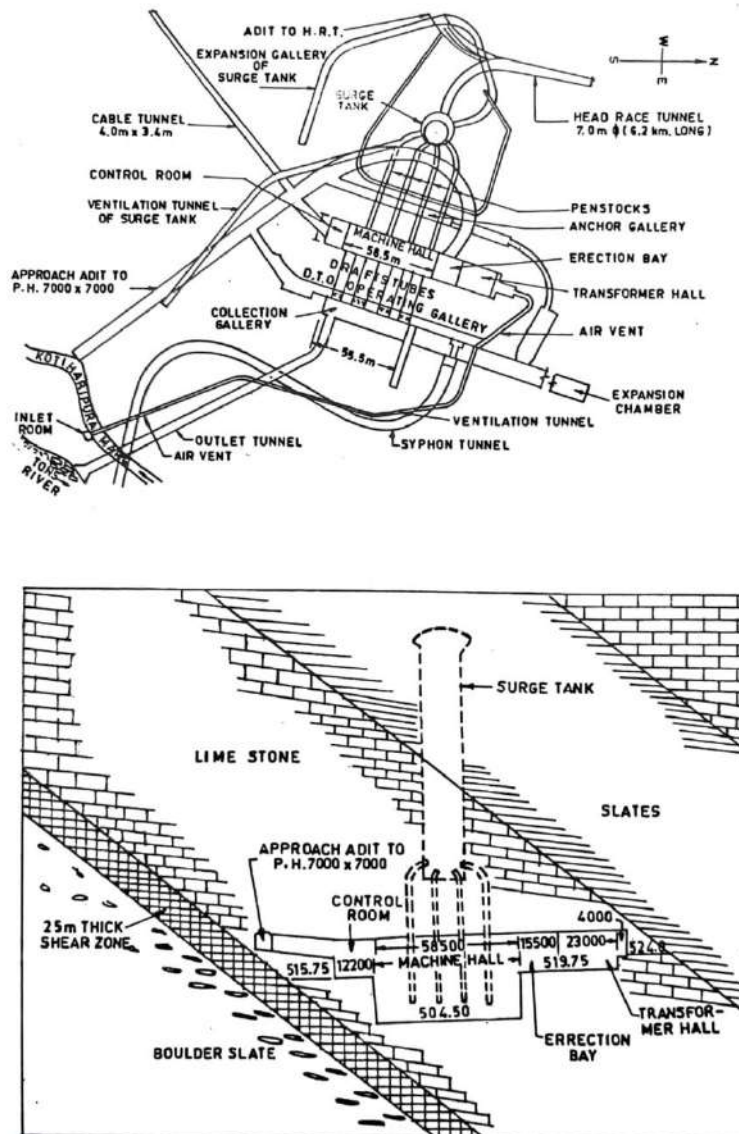 ADIT TO H.R.T.
EXPANSION GALLERY
OF
SURGE TANK
W
S
N
E
SURGE
TANK
CABLE TUNNEL
4.0m x 3.4m
HEAD RACE TUNNEL
7.0m ϕ (6.2 km. LONG)
CONTROL ROOM
VENTILATION TUNNEL
OF SURGE TANK
PENSTOCKS
ANCHOR GALLERY
MACHINE HALL
58.5m
ERECTION BAY
APPROACH ADIT TO
P.H. 7000 x 7000
DRAFTSTUBES
D.T.O. OPERATING GALLERY
TRANSFORMER HALL
COLLECTION
GALLERY
AIR VENT
55.5m
KOTIHARIPURA MARG
EXPANSION
CHAMBER
INLET
ROOM
VENTILATION TUNNEL
OUTLET TUNNEL
SYPHON TUNNEL
AIR VENT
TONS
RIVER
SURGE TANK
LIME STONE
SLATES
APPROACH ADIT TO
P.H. 7000 x 7000
CONTROL
ROOM
4000
25m THICK
SHEAR ZONE
58500
15500
23000
515.75
12200
MACHINE HALL
519.75
504.50
TRANSFOR-
MER HALL
ERRECTION
BAY
BOULDER SLATE